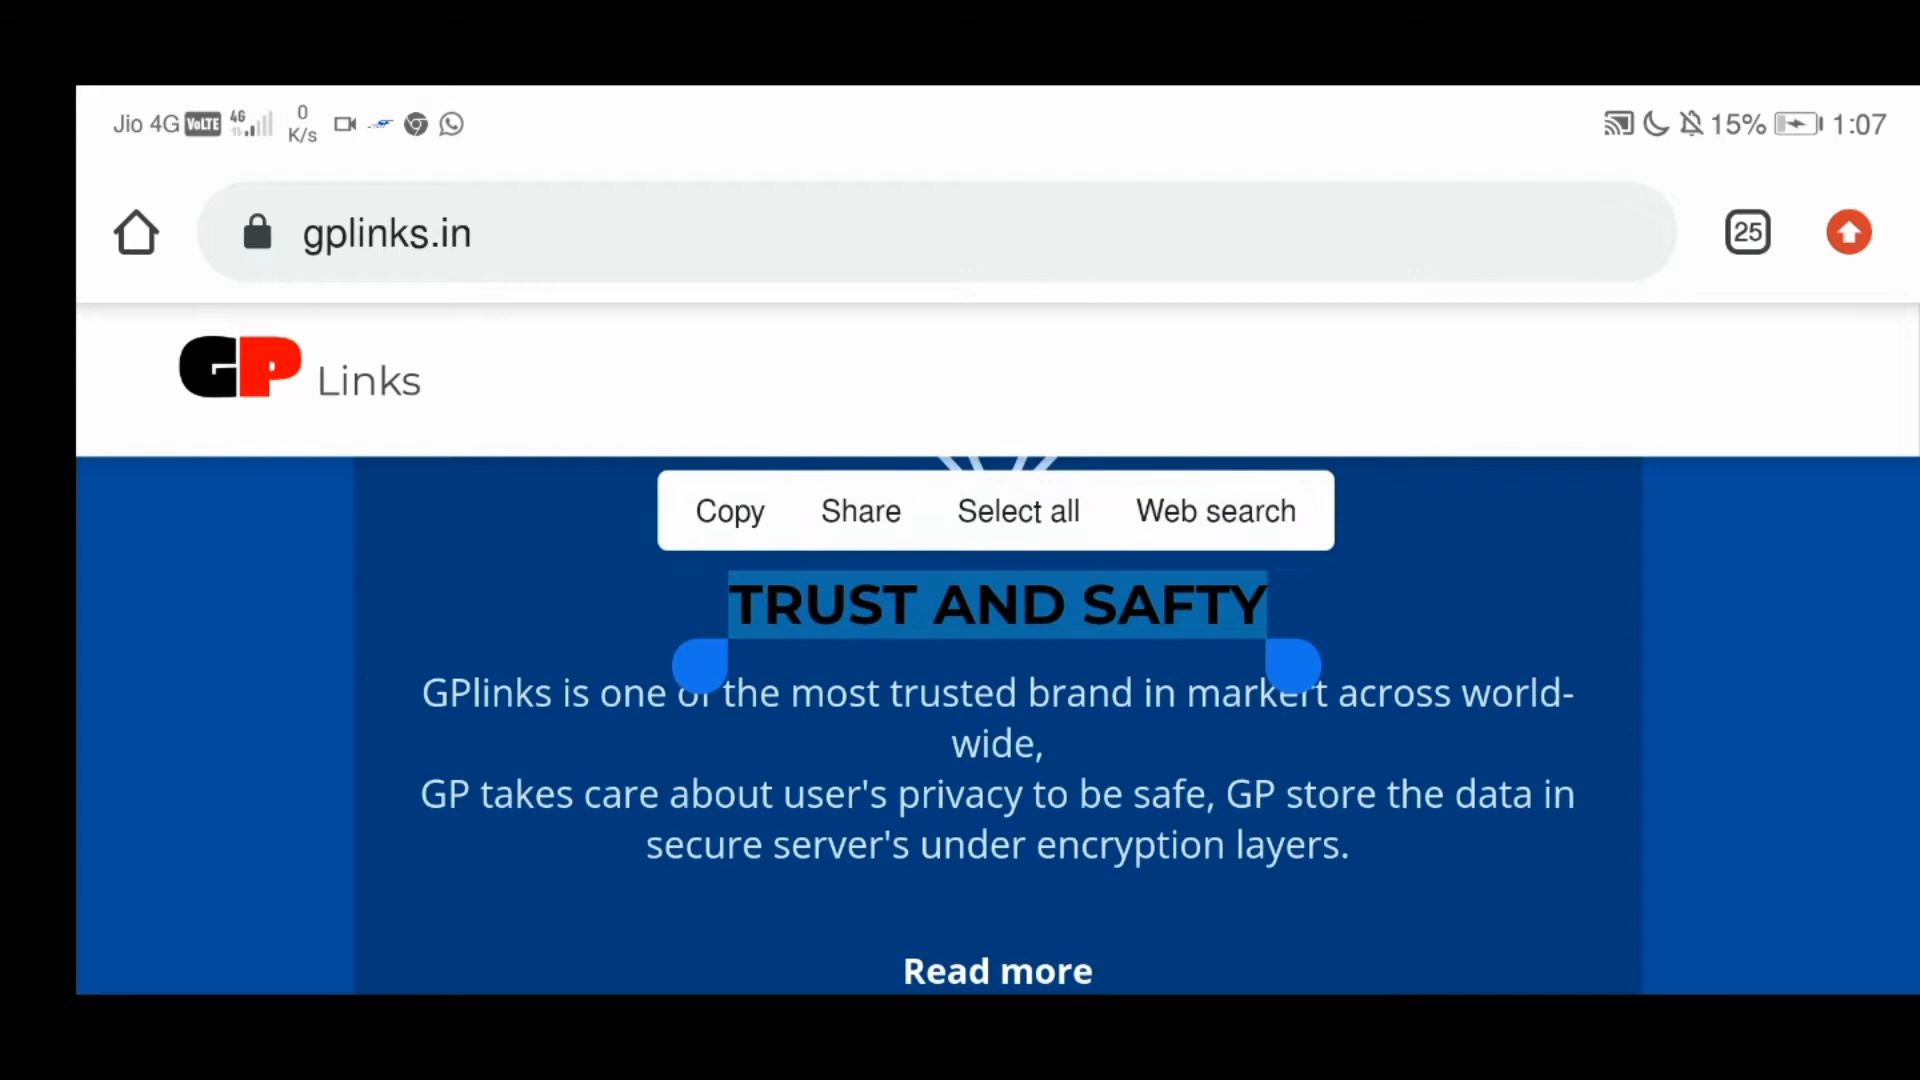 Jio 4G VoLTE 4G 0 K/s 15% 1:07
gplinks.in 25
GP Links
Copy Share Select all Web search
TRUST AND SAFTY
GPlinks is one of the most trusted brand in markert across world-
wide,
GP takes care about user's privacy to be safe, GP store the data in
secure server's under encryption layers.
Read more